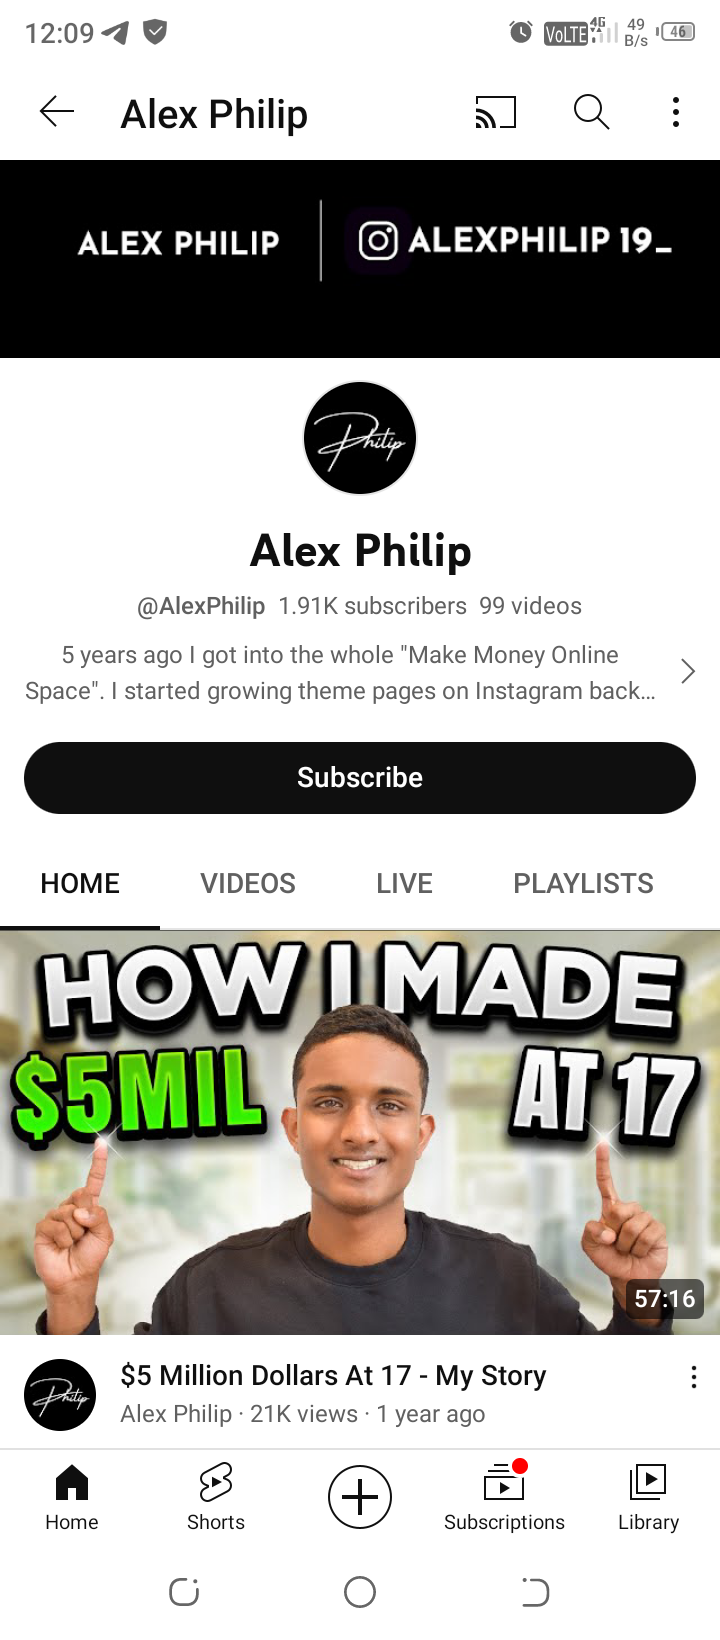 12:09
VoLTE 4G 49 B/s 46
Alex Philip
ALEX PHILIP
ALEXPHILIP 19_
Philip
Alex Philip
@AlexPhilip 1.91K subscribers 99 videos
5 years ago I got into the whole "Make Money Online
Space". I started growing theme pages on Instagram back...
Subscribe
HOME VIDEOS LIVE PLAYLISTS
HOW I MADE
$5MIL AT 17
57:16
Philip
$5 Million Dollars At 17 - My Story
Alex Philip · 21K views · 1 year ago
Home Shorts Subscriptions Library